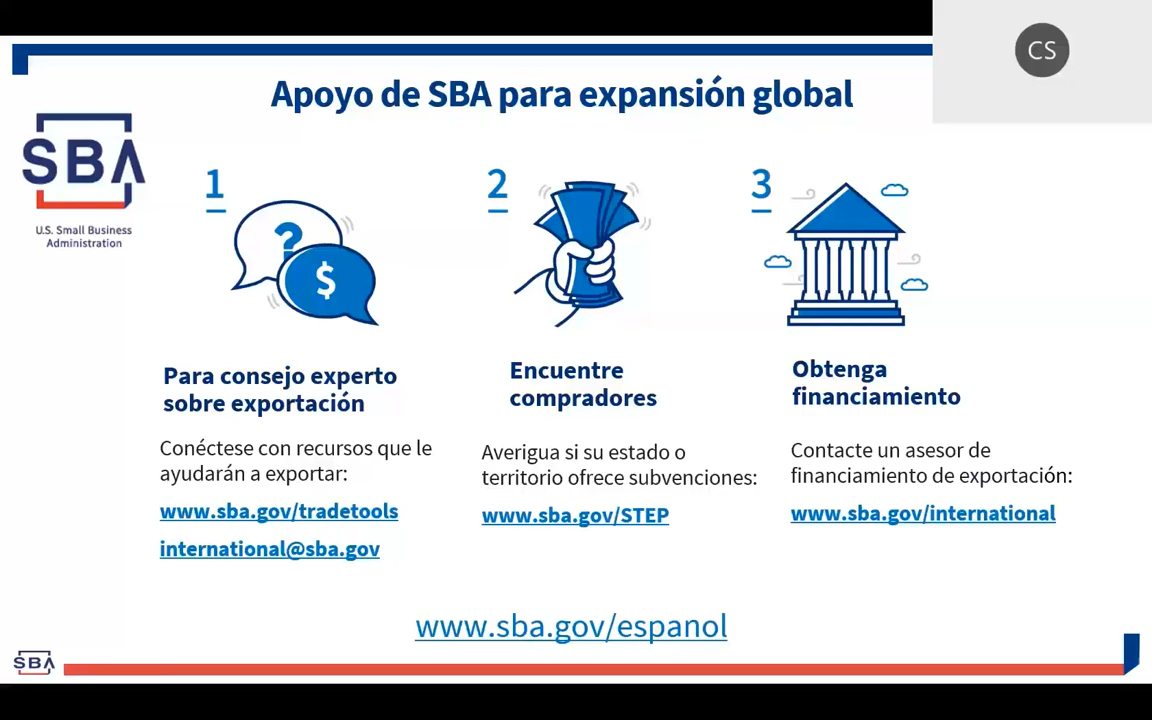 CS
Apoyo de SBA para expansión global
SBA
U.S. Small Business
Administration
1
?
$
Para consejo experto
sobre exportación
Conéctese con recursos que le
ayudarán a exportar:
www.sba.gov/tradetools
international@sba.gov
2
Encuentre
compradores
Averigua si su estado o
territorio ofrece subvenciones:
www.sba.gov/STEP
3
Obtenga
financiamiento
Contacte un asesor de
financiamiento de exportación:
www.sba.gov/international
www.sba.gov/espanol
SBA